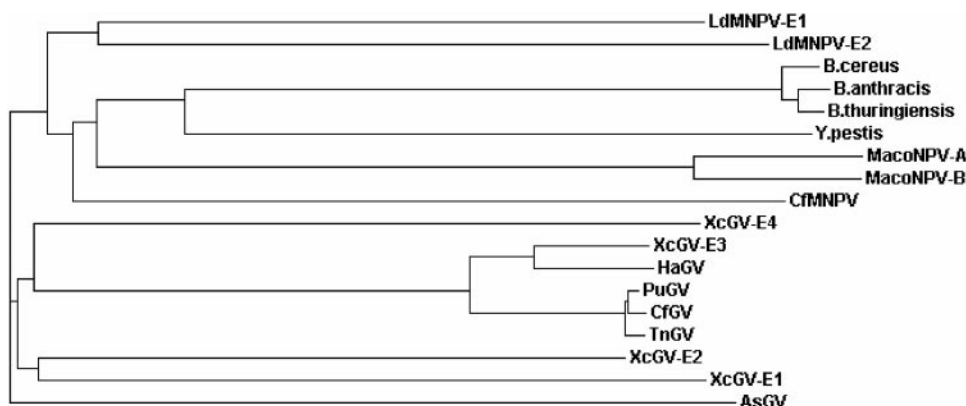 LdMNPV-E1
LdMNPV-E2
B.cereus
B.anthracis
B.thuringiensis
Y.pestis
MacoNPV-A
MacoNPV-B
CfMNPV
XcGV-E4
XcGV-E3
HaGV
PuGV
CfGV
TnGV
XcGV-E2
XcGV-E1
AsGV